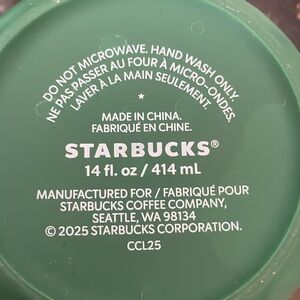 DO NOT MICROWAVE. HAND WASH ONLY.
NE PAS PASSER AU FOUR À MICRO-ONDES.
LAVER À LA MAIN SEULEMENT.
MADE IN CHINA.
FABRIQUÉ EN CHINE.
STARBUCKS®
14 fl. oz / 414 mL
MANUFACTURED FOR / FABRIQUÉ POUR
STARBUCKS COFFEE COMPANY,
SEATTLE, WA 98134
© 2025 STARBUCKS CORPORATION.
CCL25